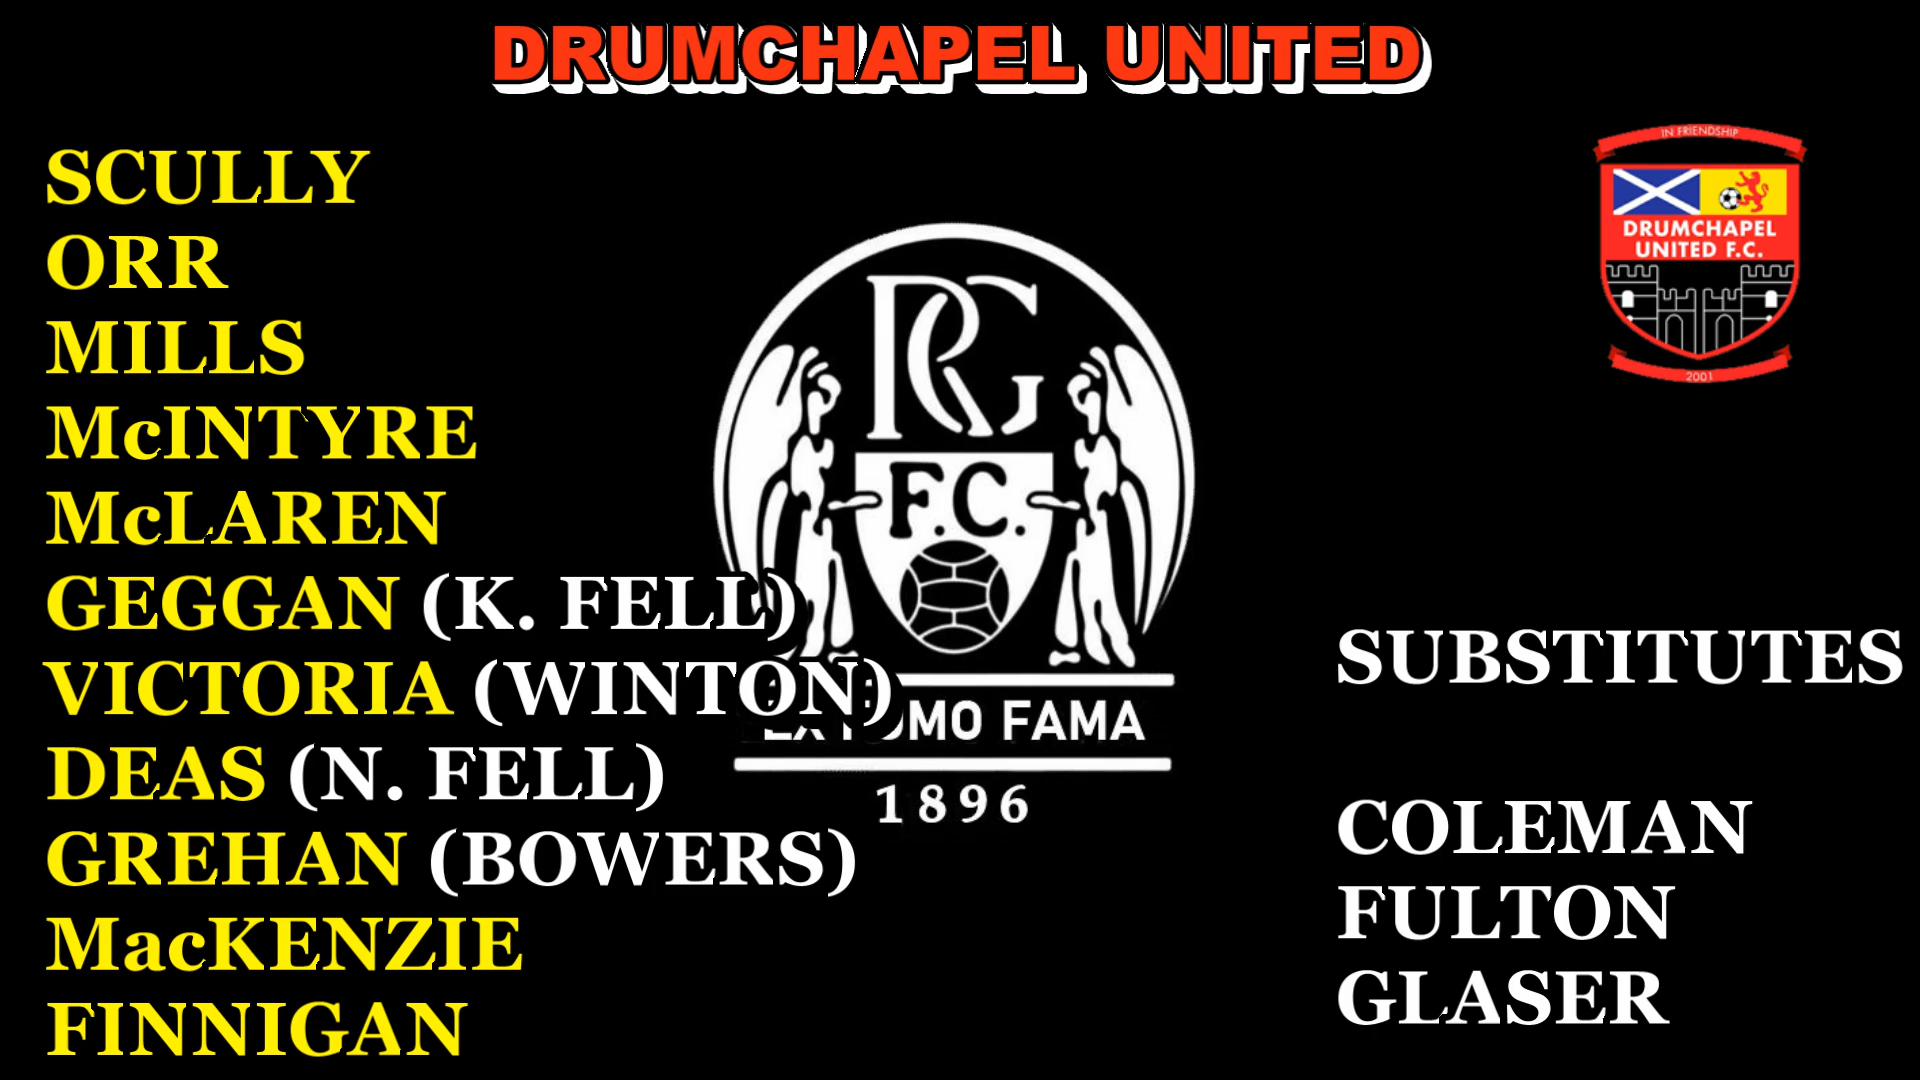 DRUMCHAPEL UNITED
SCULLY
ORR
MILLS
McINTYRE
McLAREN
GEGGAN (K. FELL)
VICTORIA (WINTON)
DEAS (N. FELL)
GREHAN (BOWERS)
MacKENZIE
FINNIGAN
RG
F.C.
FAMA
1896
IN FRIENDSHIP
DRUMCHAPEL
UNITED F.C.
2001
SUBSTITUTES
COLEMAN
FULTON
GLASER